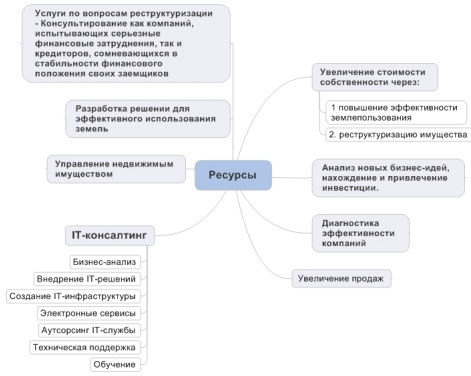 Услуги по вопросам реструктуризации
- Консультирование как компаний,
испытывающих серьезные
финансовые затруднения, так и
кредиторов, сомневающихся в
стабильности финансового
положения своих заемщиков
Разработка решении для
эффективного использования
земель
Управление недвижимым
имуществом
IT-консалтинг
Бизнес-анализ
Внедрение IT-решений
Создание IT-инфраструктуры
Электронные сервисы
Аутсорсинг IT-службы
Техническая поддержка
Обучение
Ресурсы
Увеличение стоимости
собственности через:
1 повышение эффективности
землепользования
2. реструктуризацию имущества
Анализ новых бизнес-идей,
нахождение и привлечение
инвестиции.
Диагностика
эффективности
компаний
Увеличение продаж